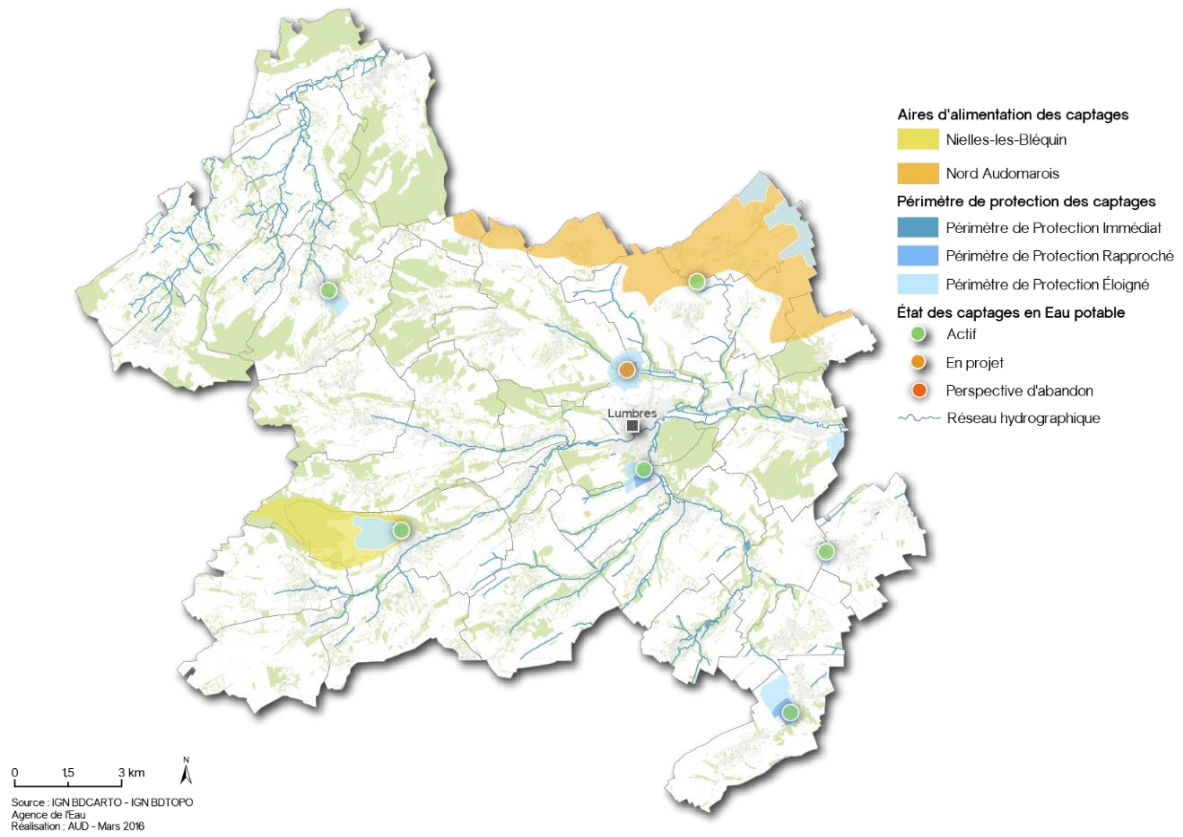 Aires d'alimentation des captages
Nielles-les-Bléquin
Nord Audomarois
Périmètre de protection des captages
Périmètre de Protection Immédiat
Périmètre de Protection Rapproché
Périmètre de Protection Éloigné
État des captages en Eau potable
Actif
En projet
Perspective d'abandon
Réseau hydrographique
Lumbres
0 1,5 3 km
N
Source : IGN BDCARTO - IGN BDTOPO
Agence de l'Eau
Réalisation : AUD - Mars 2016